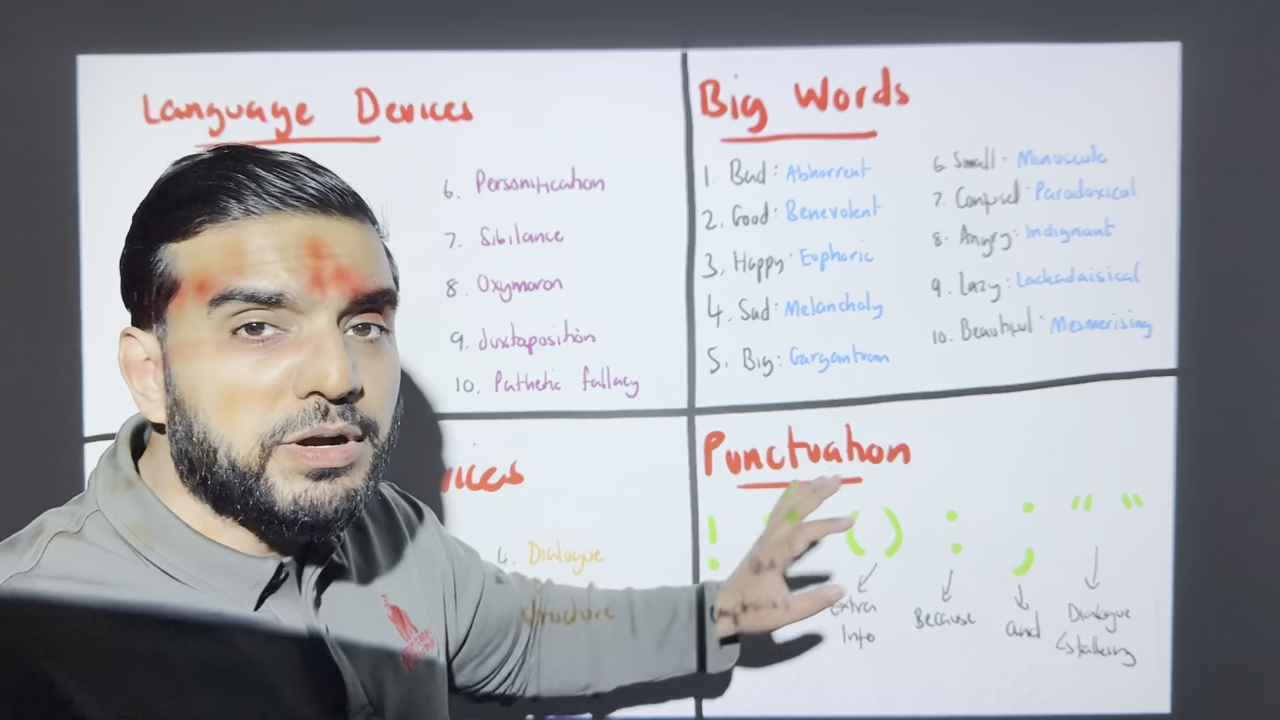 Language Devices
6. Personification
7. Sibilance
8. Oxymoron
9. Juxtaposition
10. Pathetic fallacy
Big Words
1. Bad: Abhorrent
2. Good: Benevolent
3. Happy: Euphoric
4. Sad: Melancholy
5. Big: Gargantuan
6. Small - Minuscule
7. Confused: Paradoxical
8. Angry: Indignant
9. Lazy: Lackadaisical
10. Beautiful: Mesmerising
4. Dialogue
structure
Punctuation
! ( ) : ; " "
Extra Info
Because
and
Dialogue